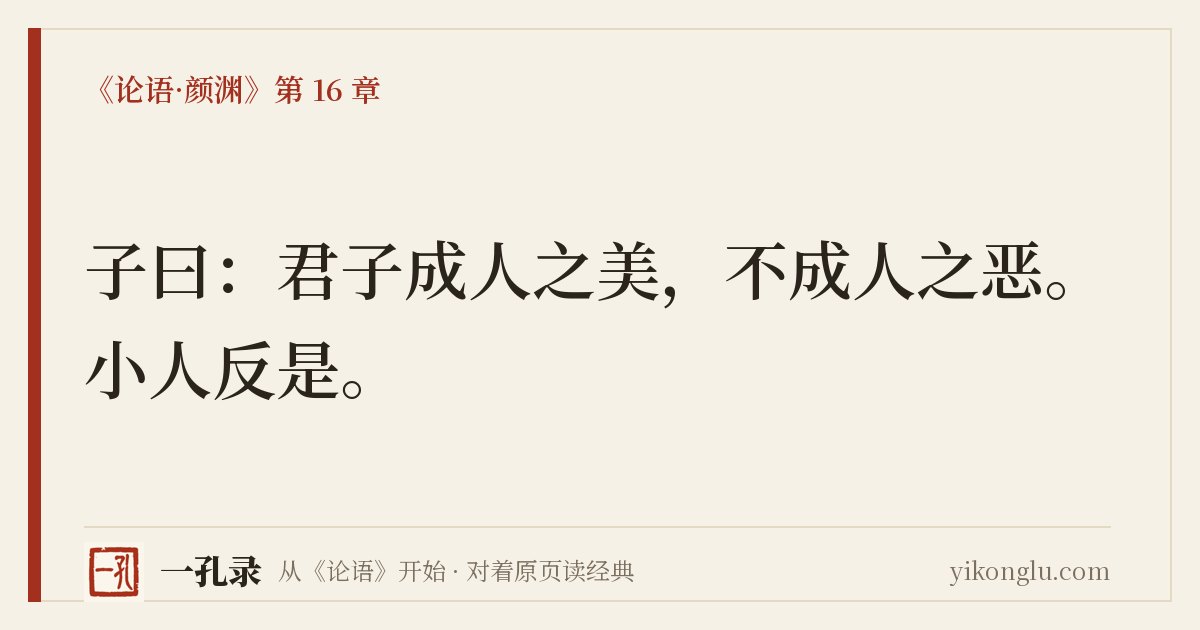 《论语·颜渊》第 16 章
子曰：君子成人之美，不成人之恶。
小人反是。
一孔 一孔录 从《论语》开始 · 对着原页读经典 yikonglu.com